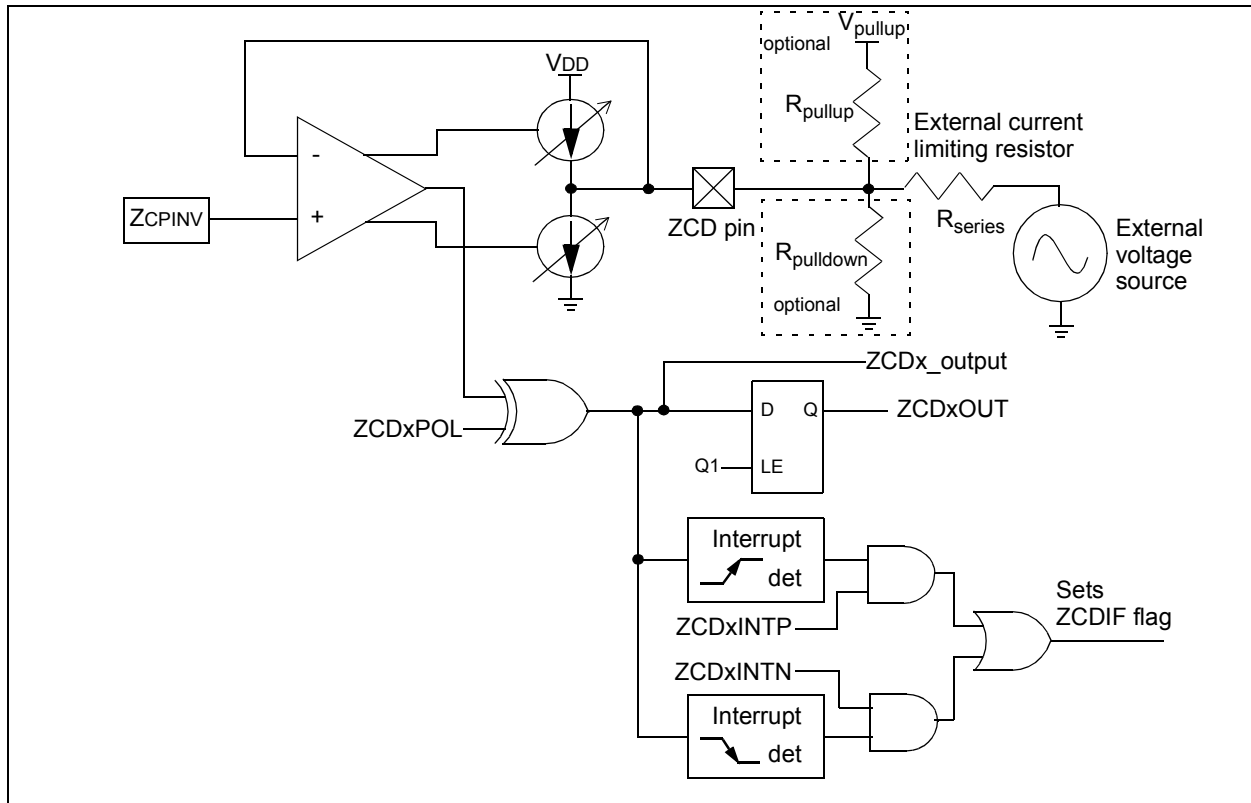 optional
Vpullup
VDD
Rpullup
External current
limiting resistor
-
+
ZCPINV
ZCD pin
Rseries
Rpulldown
External
voltage
source
optional
ZCDx_output
ZCDxPOL
D
Q
ZCDxOUT
Q1
LE
Interrupt
det
Sets
ZCDIF flag
ZCDxINTP
ZCDxINTN
Interrupt
det